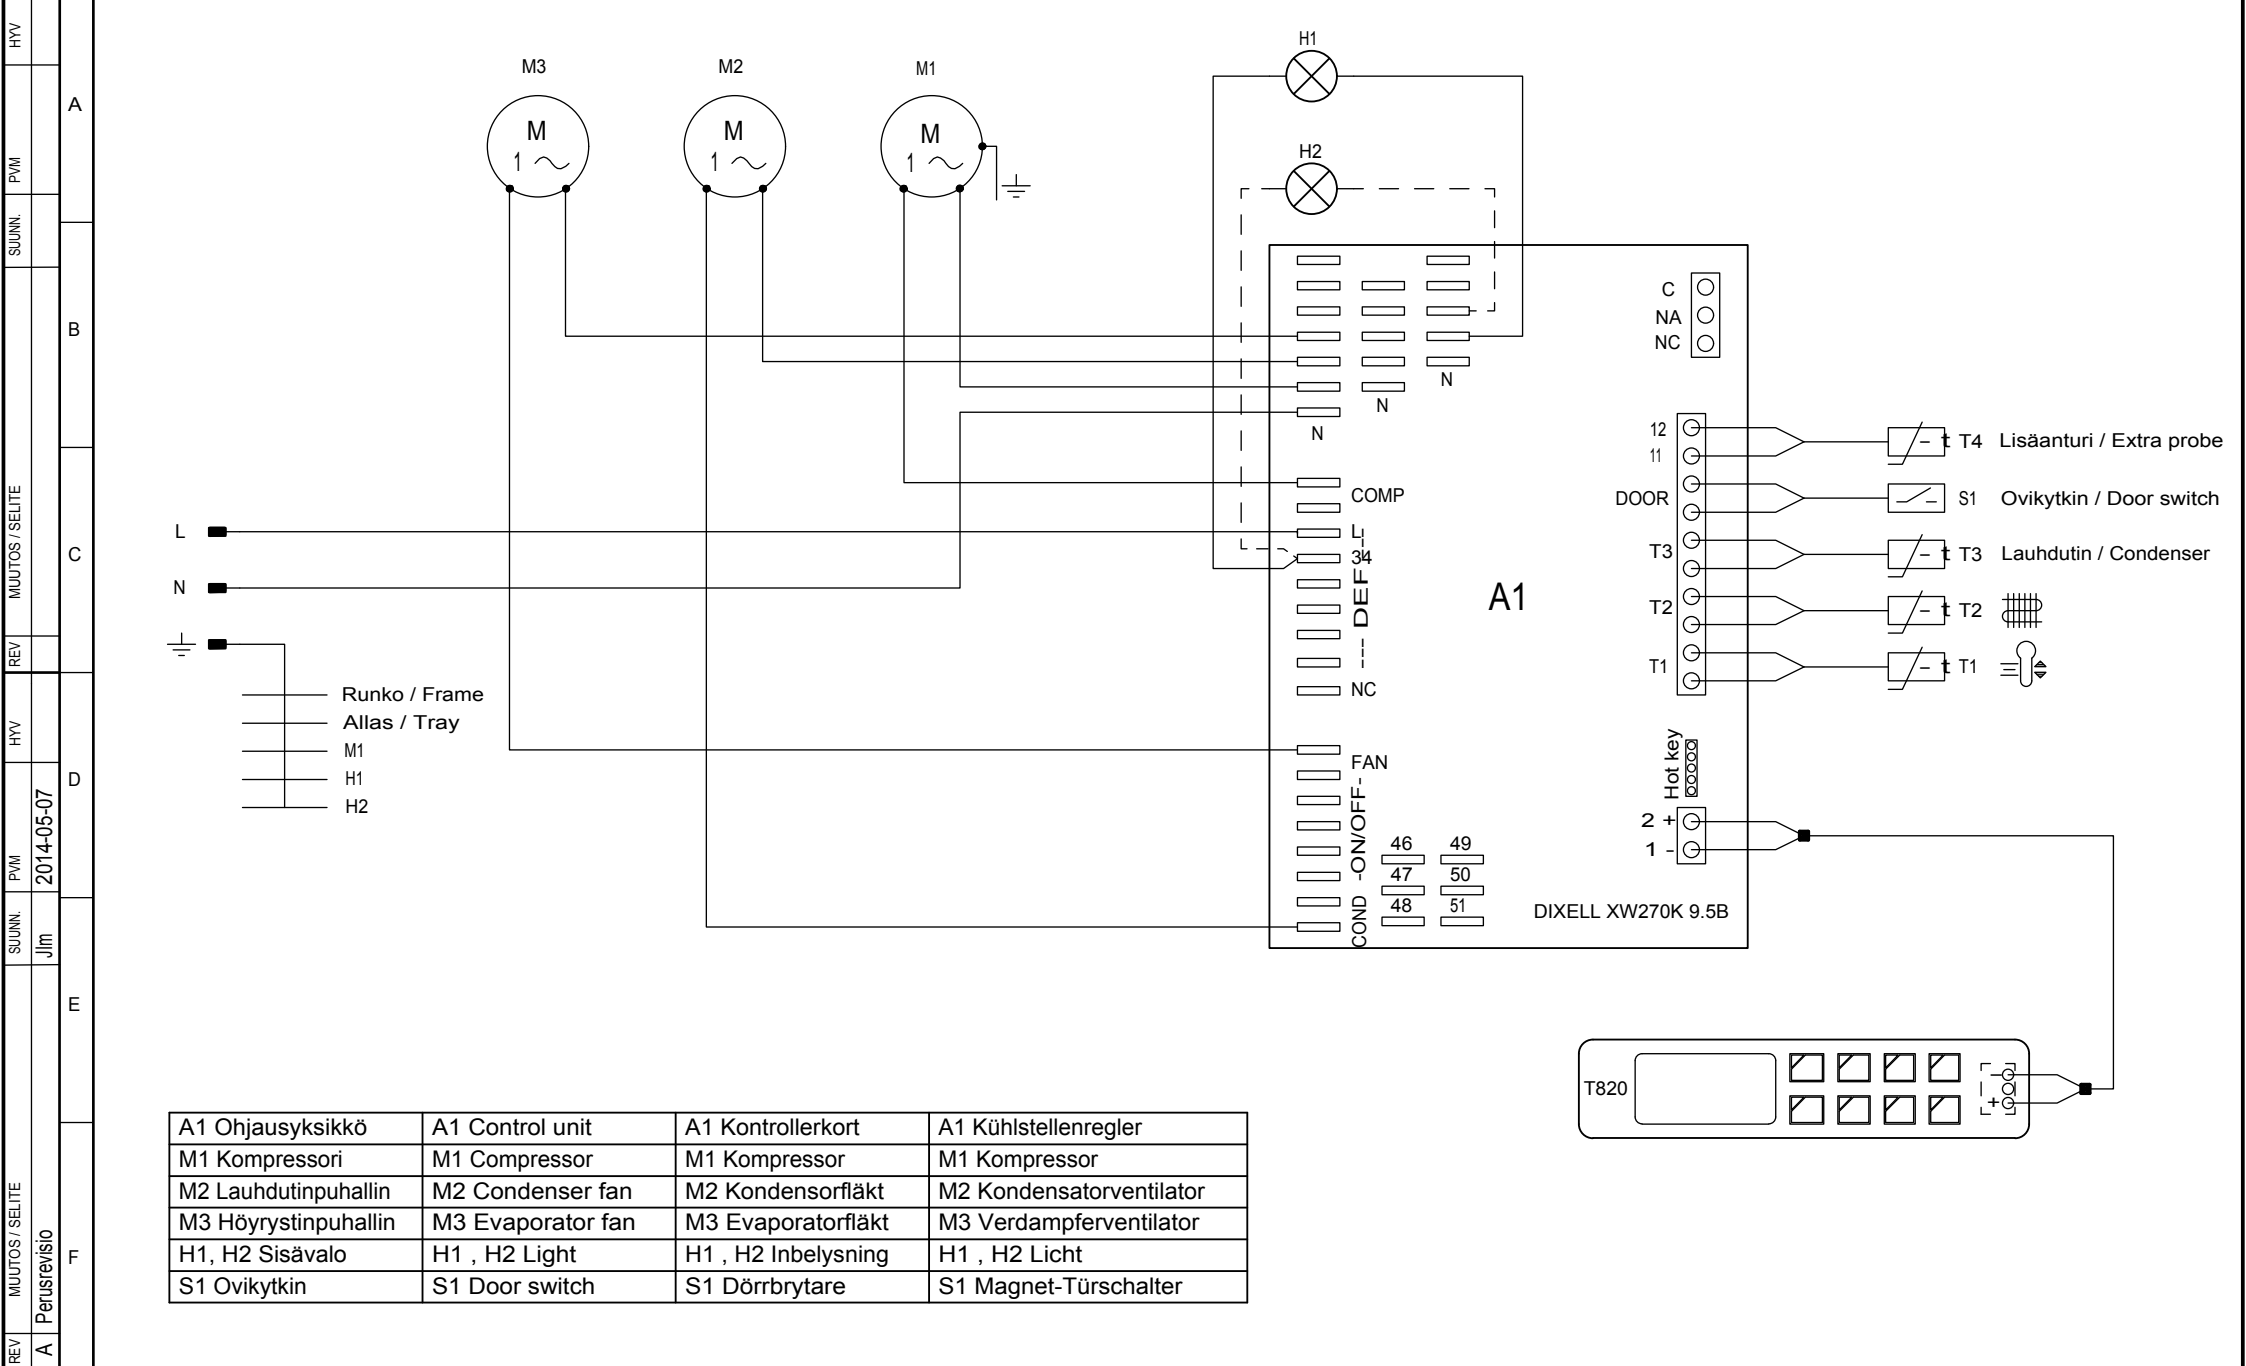 HYV
PVM
SUUNN.
MUUTOS / SELITE
REV
HYV
PVM
2014-05-07
SUUNN.
Jlm
MUUTOS / SELITE
Perusrevisio
REV
A
A
B
C
D
E
F
M3
M2
M1
M
1
M
1
M
1
H1
H2
N
N
N
COMP
L
34
DEF
NC
FAN
-ON/OFF-
COND
46 49
47 50
48 51
A1
C
NA
NC
12
11
DOOR
T3
T2
T1
Hot key
2 +
1 -
DIXELL XW270K 9.5B
t T4 Lisäanturi / Extra probe
S1 Ovikytkin / Door switch
t T3 Lauhdutin / Condenser
t T2
t T1
L
N
Runko / Frame
Allas / Tray
M1
H1
H2
T820
-
+
A1 Ohjausyksikkö A1 Control unit A1 Kontrollerkort A1 Kühlstellenregler
M1 Kompressori M1 Compressor M1 Kompressor M1 Kompressor
M2 Lauhdutinpuhallin M2 Condenser fan M2 Kondensorfläkt M2 Kondensatorventilator
M3 Höyrystinpuhallin M3 Evaporator fan M3 Evaporatorfläkt M3 Verdampferventilator
H1, H2 Sisävalo H1 , H2 Light H1 , H2 Inbelysning H1 , H2 Licht
S1 Ovikytkin S1 Door switch S1 Dörrbrytare S1 Magnet-Türschalter